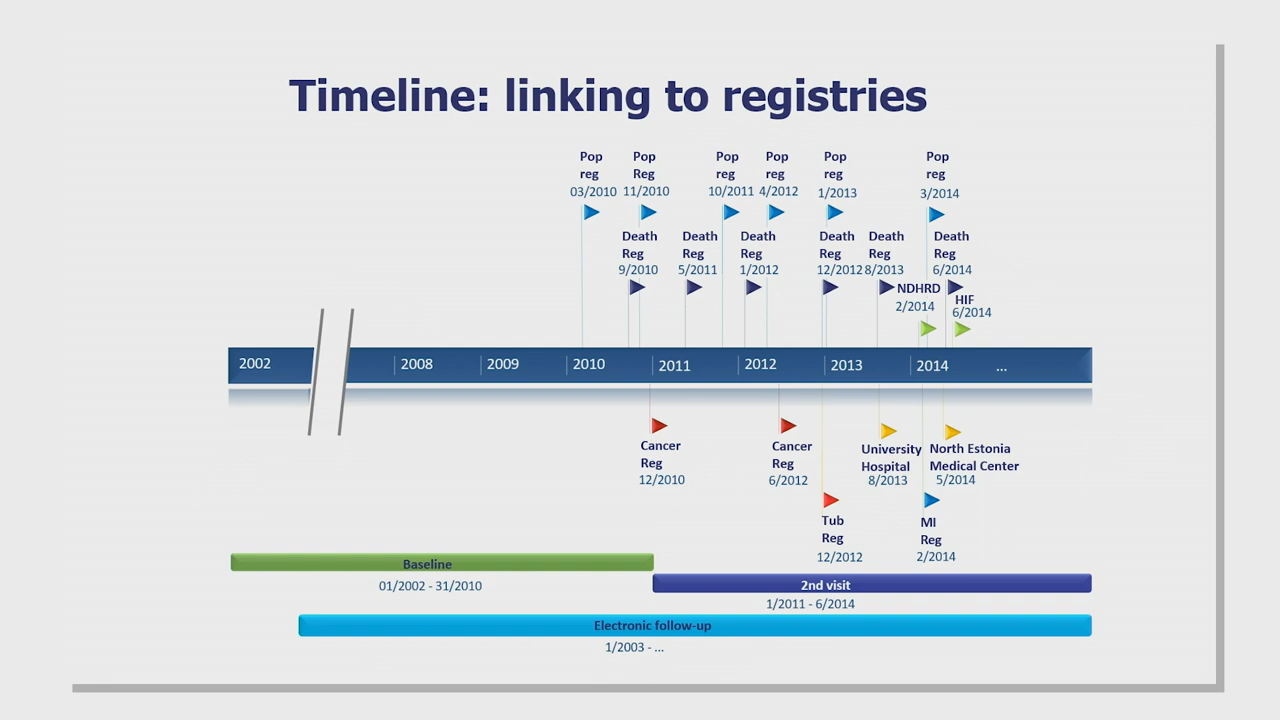 Timeline: linking to registries
Pop
reg
03/2010
Pop
Reg
11/2010
Pop
reg
10/2011
Pop
reg
4/2012
Pop
reg
1/2013
Pop
reg
3/2014
Death
Reg
9/2010
Death
Reg
5/2011
Death
Reg
1/2012
Death
Reg
12/2012
Death
Reg
8/2013
Death
Reg
6/2014
NDHRD
2/2014
HIF
6/2014
2002
2008
2009
2010
2011
2012
2013
2014
...
Cancer
Reg
12/2010
Cancer
Reg
6/2012
University
Hospital
8/2013
North Estonia
Medical Center
5/2014
Tub
Reg
12/2012
MI
Reg
2/2014
Baseline
01/2002 - 31/2010
2nd visit
1/2011 - 6/2014
Electronic follow-up
1/2003 - ...